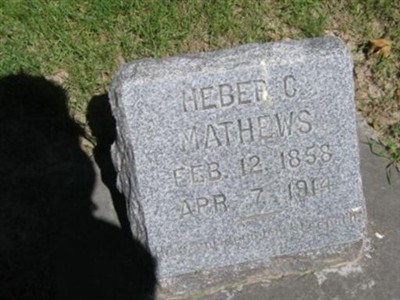 HEBER C
MATHEWS
FEB. 12, 1858
APR. 7, 1914